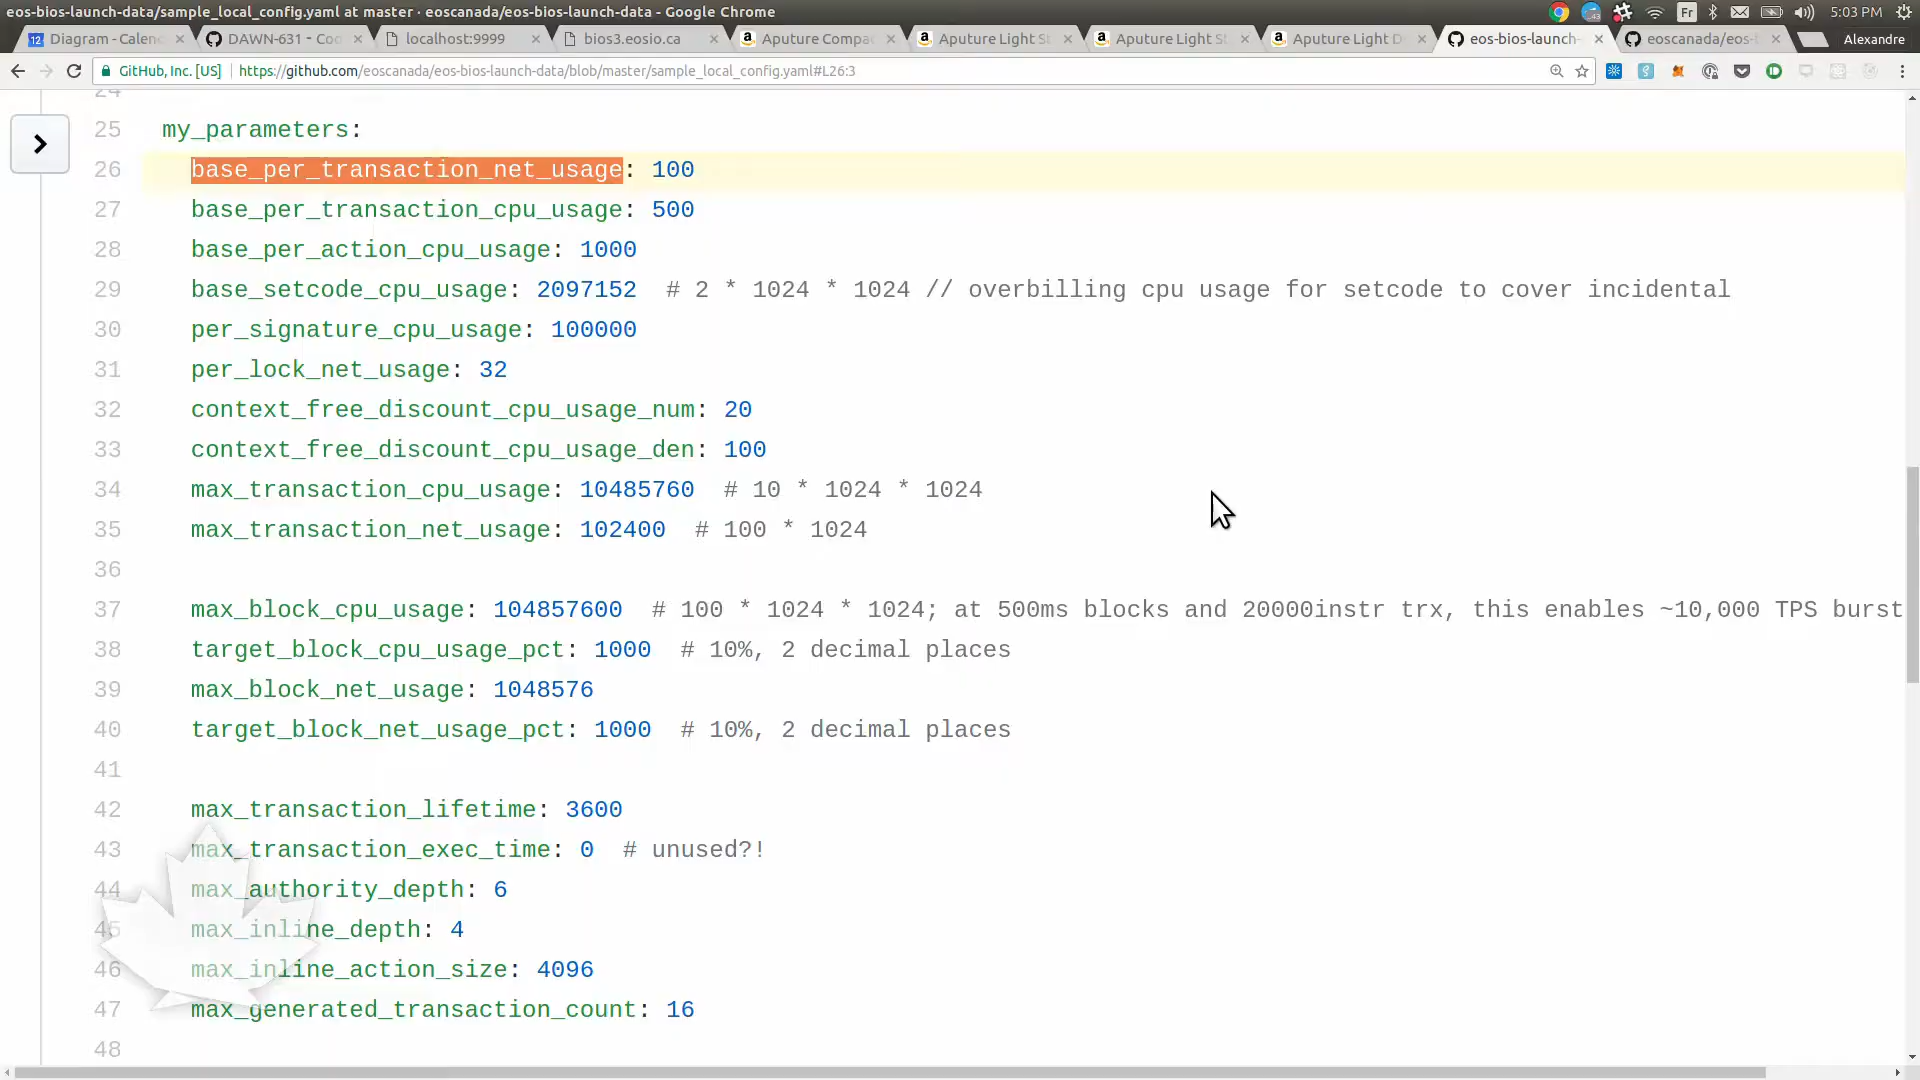 eos-bios-launch-data/sample_local_config.yaml at master · eoscanada/eos-bios-launch-data - Google Chrome
Fr 5:03 PM
12 Diagram - Calen
DAWN-631 - Co
localhost:9999
bios3.eosio.ca
Aputure Compa
Aputure Light S
Aputure Light S
Aputure Light D
eos-bios-launch-
eoscanada/eos-
Alexandre
GitHub, Inc. [US] https://github.com/eoscanada/eos-bios-launch-data/blob/master/sample_local_config.yaml#L26:3
24
25 my_parameters:
26 base_per_transaction_net_usage: 100
27 base_per_transaction_cpu_usage: 500
28 base_per_action_cpu_usage: 1000
29 base_setcode_cpu_usage: 2097152 # 2 * 1024 * 1024 // overbilling cpu usage for setcode to cover incidental
30 per_signature_cpu_usage: 100000
31 per_lock_net_usage: 32
32 context_free_discount_cpu_usage_num: 20
33 context_free_discount_cpu_usage_den: 100
34 max_transaction_cpu_usage: 10485760 # 10 * 1024 * 1024
35 max_transaction_net_usage: 102400 # 100 * 1024
36
37 max_block_cpu_usage: 104857600 # 100 * 1024 * 1024; at 500ms blocks and 20000instr trx, this enables ~10,000 TPS burst
38 target_block_cpu_usage_pct: 1000 # 10%, 2 decimal places
39 max_block_net_usage: 1048576
40 target_block_net_usage_pct: 1000 # 10%, 2 decimal places
41
42 max_transaction_lifetime: 3600
43 max_transaction_exec_time: 0 # unused?!
44 max_authority_depth: 6
45 max_inline_depth: 4
46 max_inline_action_size: 4096
47 max_generated_transaction_count: 16
48